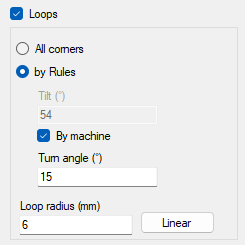 Loops
All corners
by Rules
Tilt (°)
54
By machine
Turn angle (°)
15
Loop radius (mm)
6
Linear